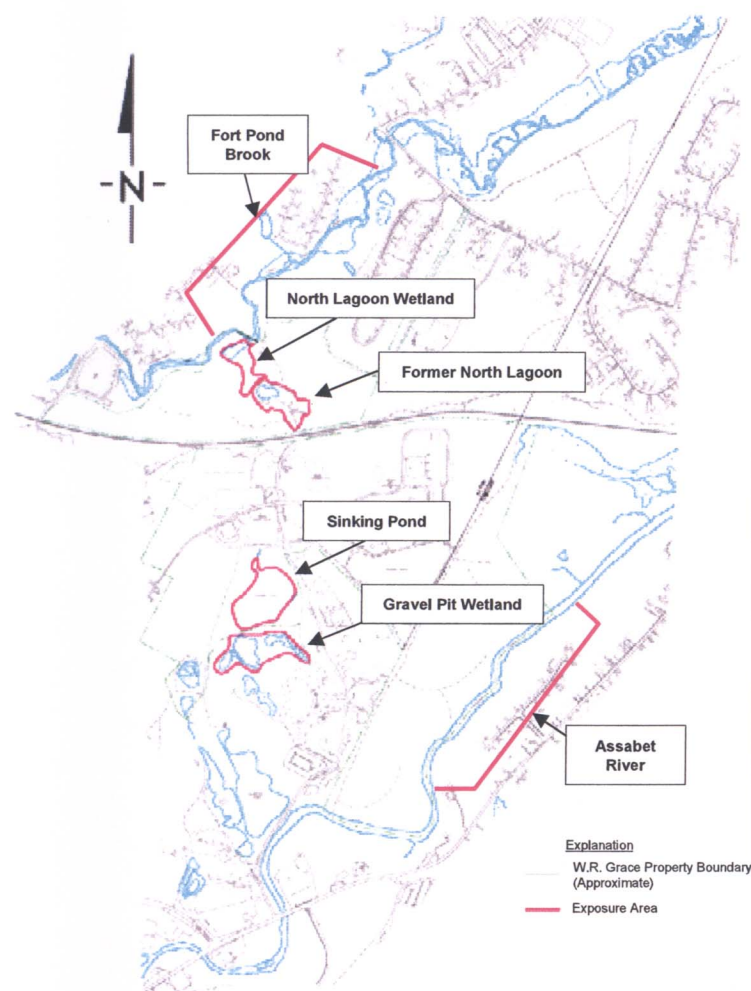 Fort Pond
Brook
N
North Lagoon Wetland
Former North Lagoon
Sinking Pond
Gravel Pit Wetland
Assabet
River
Explanation
W.R. Grace Property Boundary
(Approximate)
Exposure Area